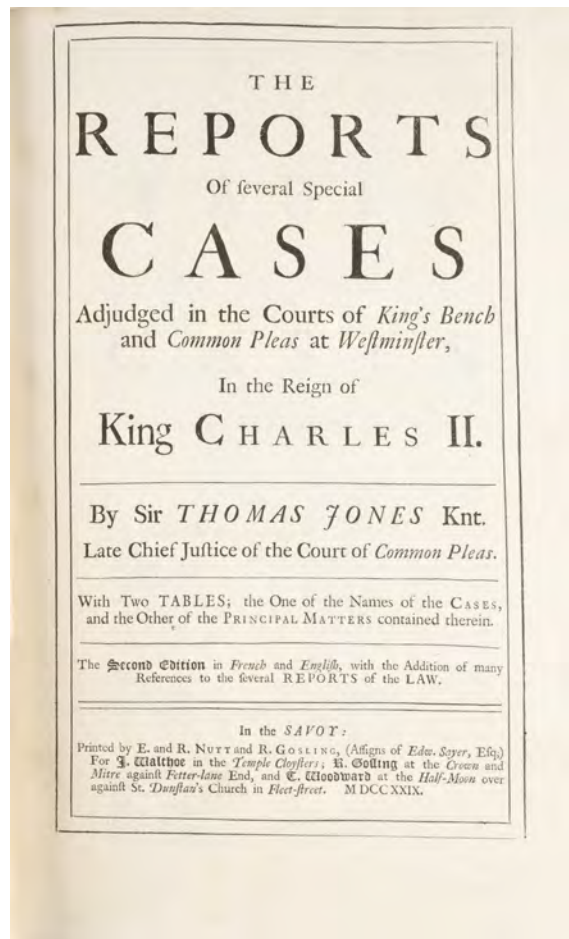 THE
REPORTS
Of ſeveral Special
CASES
Adjudged in the Courts of King's Bench
and Common Pleas at Weſtminſter,
In the Reign of
King CHARLES II.
By Sir THOMAS JONES Knt.
Late Chief Juſtice of the Court of Common Pleas.
With Two TABLES; the One of the Names of the CASES,
and the Other of the PRINCIPAL MATTERS contained therein.
The Second Edition in French and Engliſh, with the Addition of many
References to the ſeveral REPORTS of the LAW.
In the SAVOY:
Printed by E. and R. NUTT and R. GOSLING, (Aſſigns of Edw. Sayer, Eſq;)
For J. Walthoe in the Temple Cloyſters; R. Goſling at the Crown and
Mitre againſt Fetter-lane End, and C. Woodward at the Half-Moon over
againſt St. Dunſtan's Church in Fleet-ſtreet. M DCC XXIX.